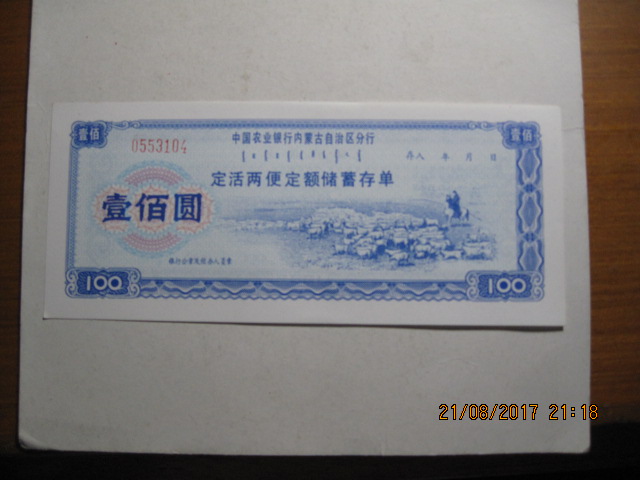 壹佰
中国农业银行内蒙古自治区分行
壹佰
0553104
存入 年 月 日
定活两便定额储蓄存单
壹佰圆
100
100
21/08/2017 21:18